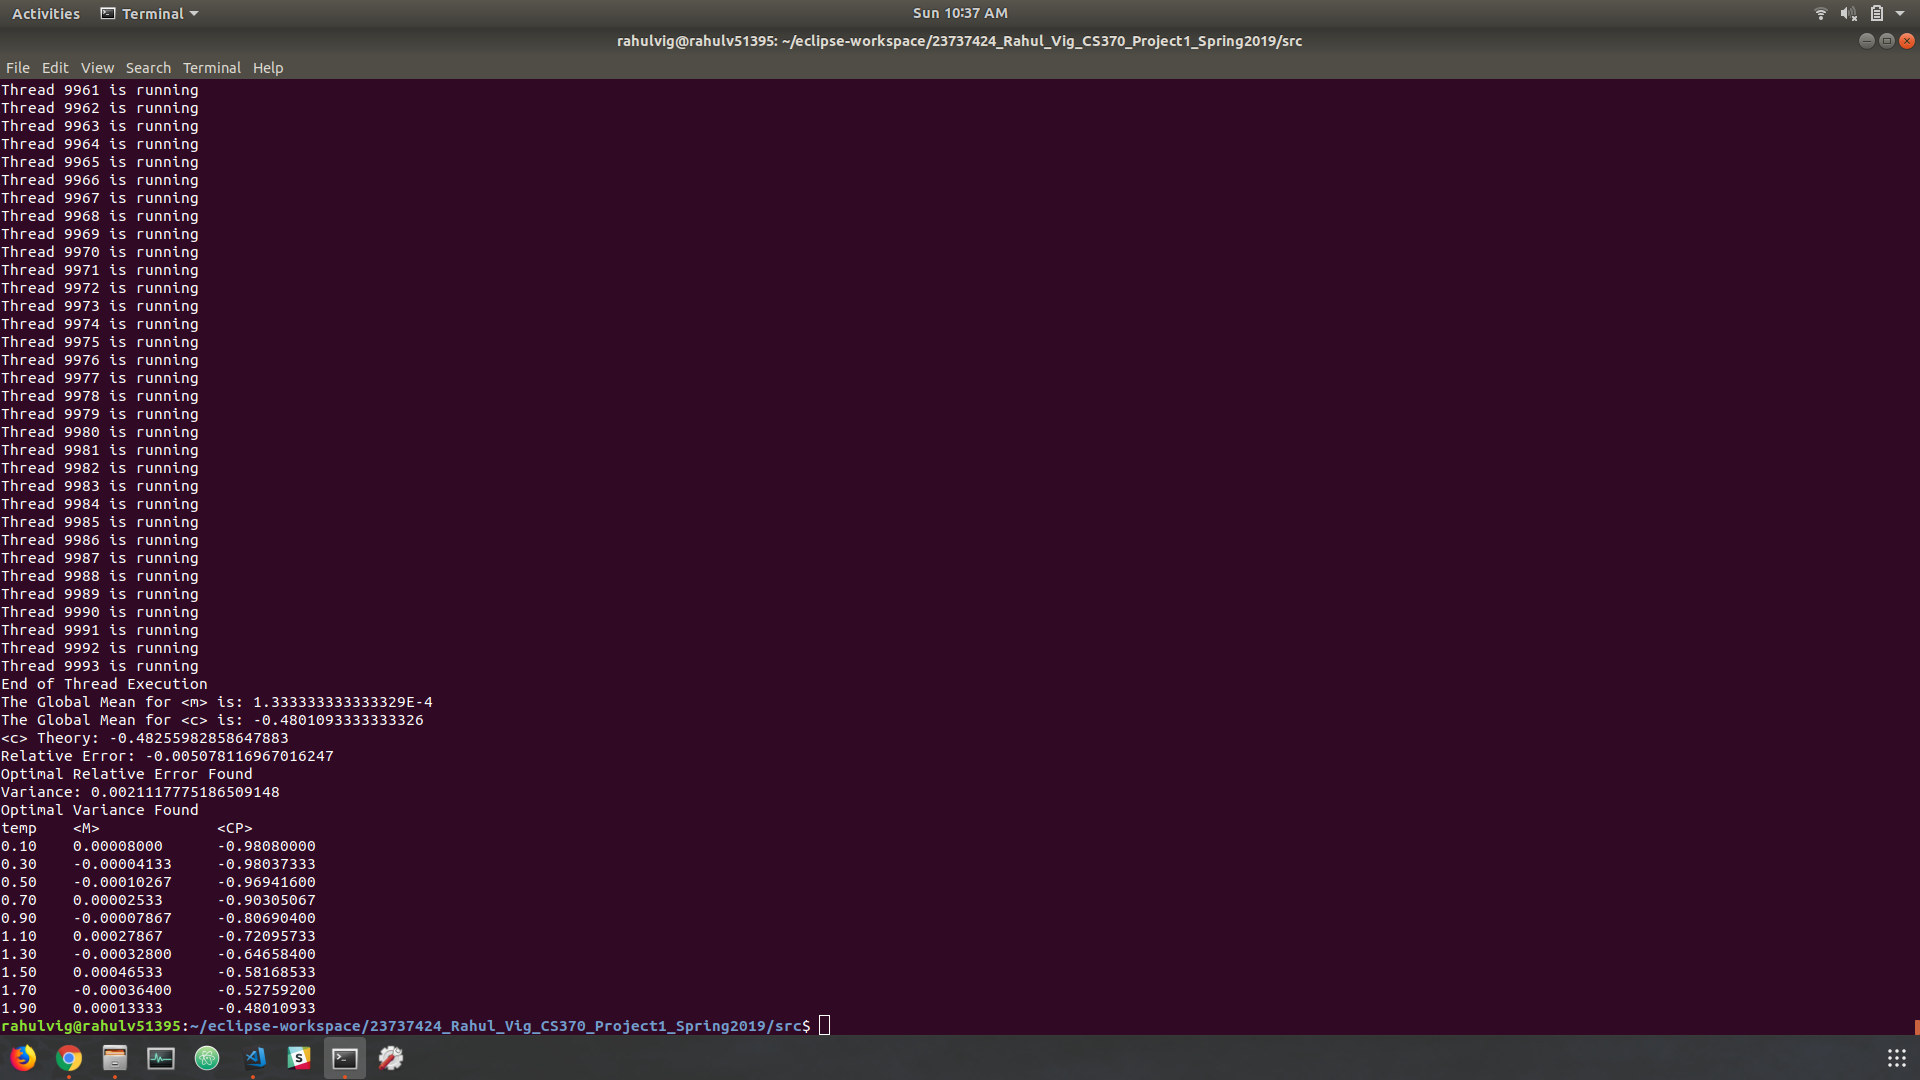 Activities Terminal Sun 10:37 AM
rahulvig@rahulv51395: ~/eclipse-workspace/23737424_Rahul_Vig_CS370_Project1_Spring2019/src
File Edit View Search Terminal Help
Thread 9961 is running
Thread 9962 is running
Thread 9963 is running
Thread 9964 is running
Thread 9965 is running
Thread 9966 is running
Thread 9967 is running
Thread 9968 is running
Thread 9969 is running
Thread 9970 is running
Thread 9971 is running
Thread 9972 is running
Thread 9973 is running
Thread 9974 is running
Thread 9975 is running
Thread 9976 is running
Thread 9977 is running
Thread 9978 is running
Thread 9979 is running
Thread 9980 is running
Thread 9981 is running
Thread 9982 is running
Thread 9983 is running
Thread 9984 is running
Thread 9985 is running
Thread 9986 is running
Thread 9987 is running
Thread 9988 is running
Thread 9989 is running
Thread 9990 is running
Thread 9991 is running
Thread 9992 is running
Thread 9993 is running
End of Thread Execution
The Global Mean for <m> is: 1.333333333333329E-4
The Global Mean for <c> is: -0.4801093333333326
<c> Theory: -0.48255982858647883
Relative Error: -0.005078116967016247
Optimal Relative Error Found
Variance: 0.0021117775186509148
Optimal Variance Found
temp <M> <CP>
0.10 0.00008000 -0.98080000
0.30 -0.00004133 -0.98037333
0.50 -0.00010267 -0.96941600
0.70 0.00002533 -0.90305067
0.90 -0.00007867 -0.80690400
1.10 0.00027867 -0.72095733
1.30 -0.00032800 -0.64658400
1.50 0.00046533 -0.58168533
1.70 -0.00036400 -0.52759200
1.90 0.00013333 -0.48010933
rahulvig@rahulv51395:~/eclipse-workspace/23737424_Rahul_Vig_CS370_Project1_Spring2019/src$